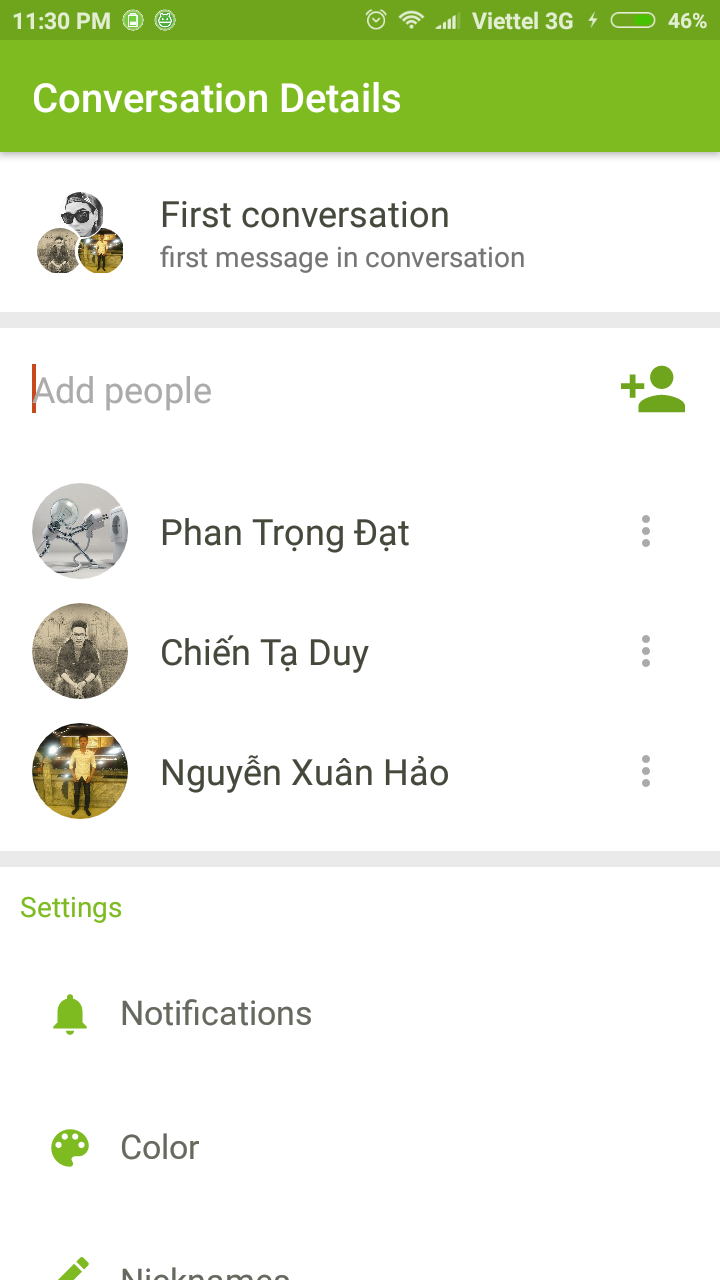 11:30 PM Viettel 3G 46%
Conversation Details
First conversation
first message in conversation
Add people
Phan Trọng Đạt
Chiến Tạ Duy
Nguyễn Xuân Hảo
Settings
Notifications
Color
Nicknames